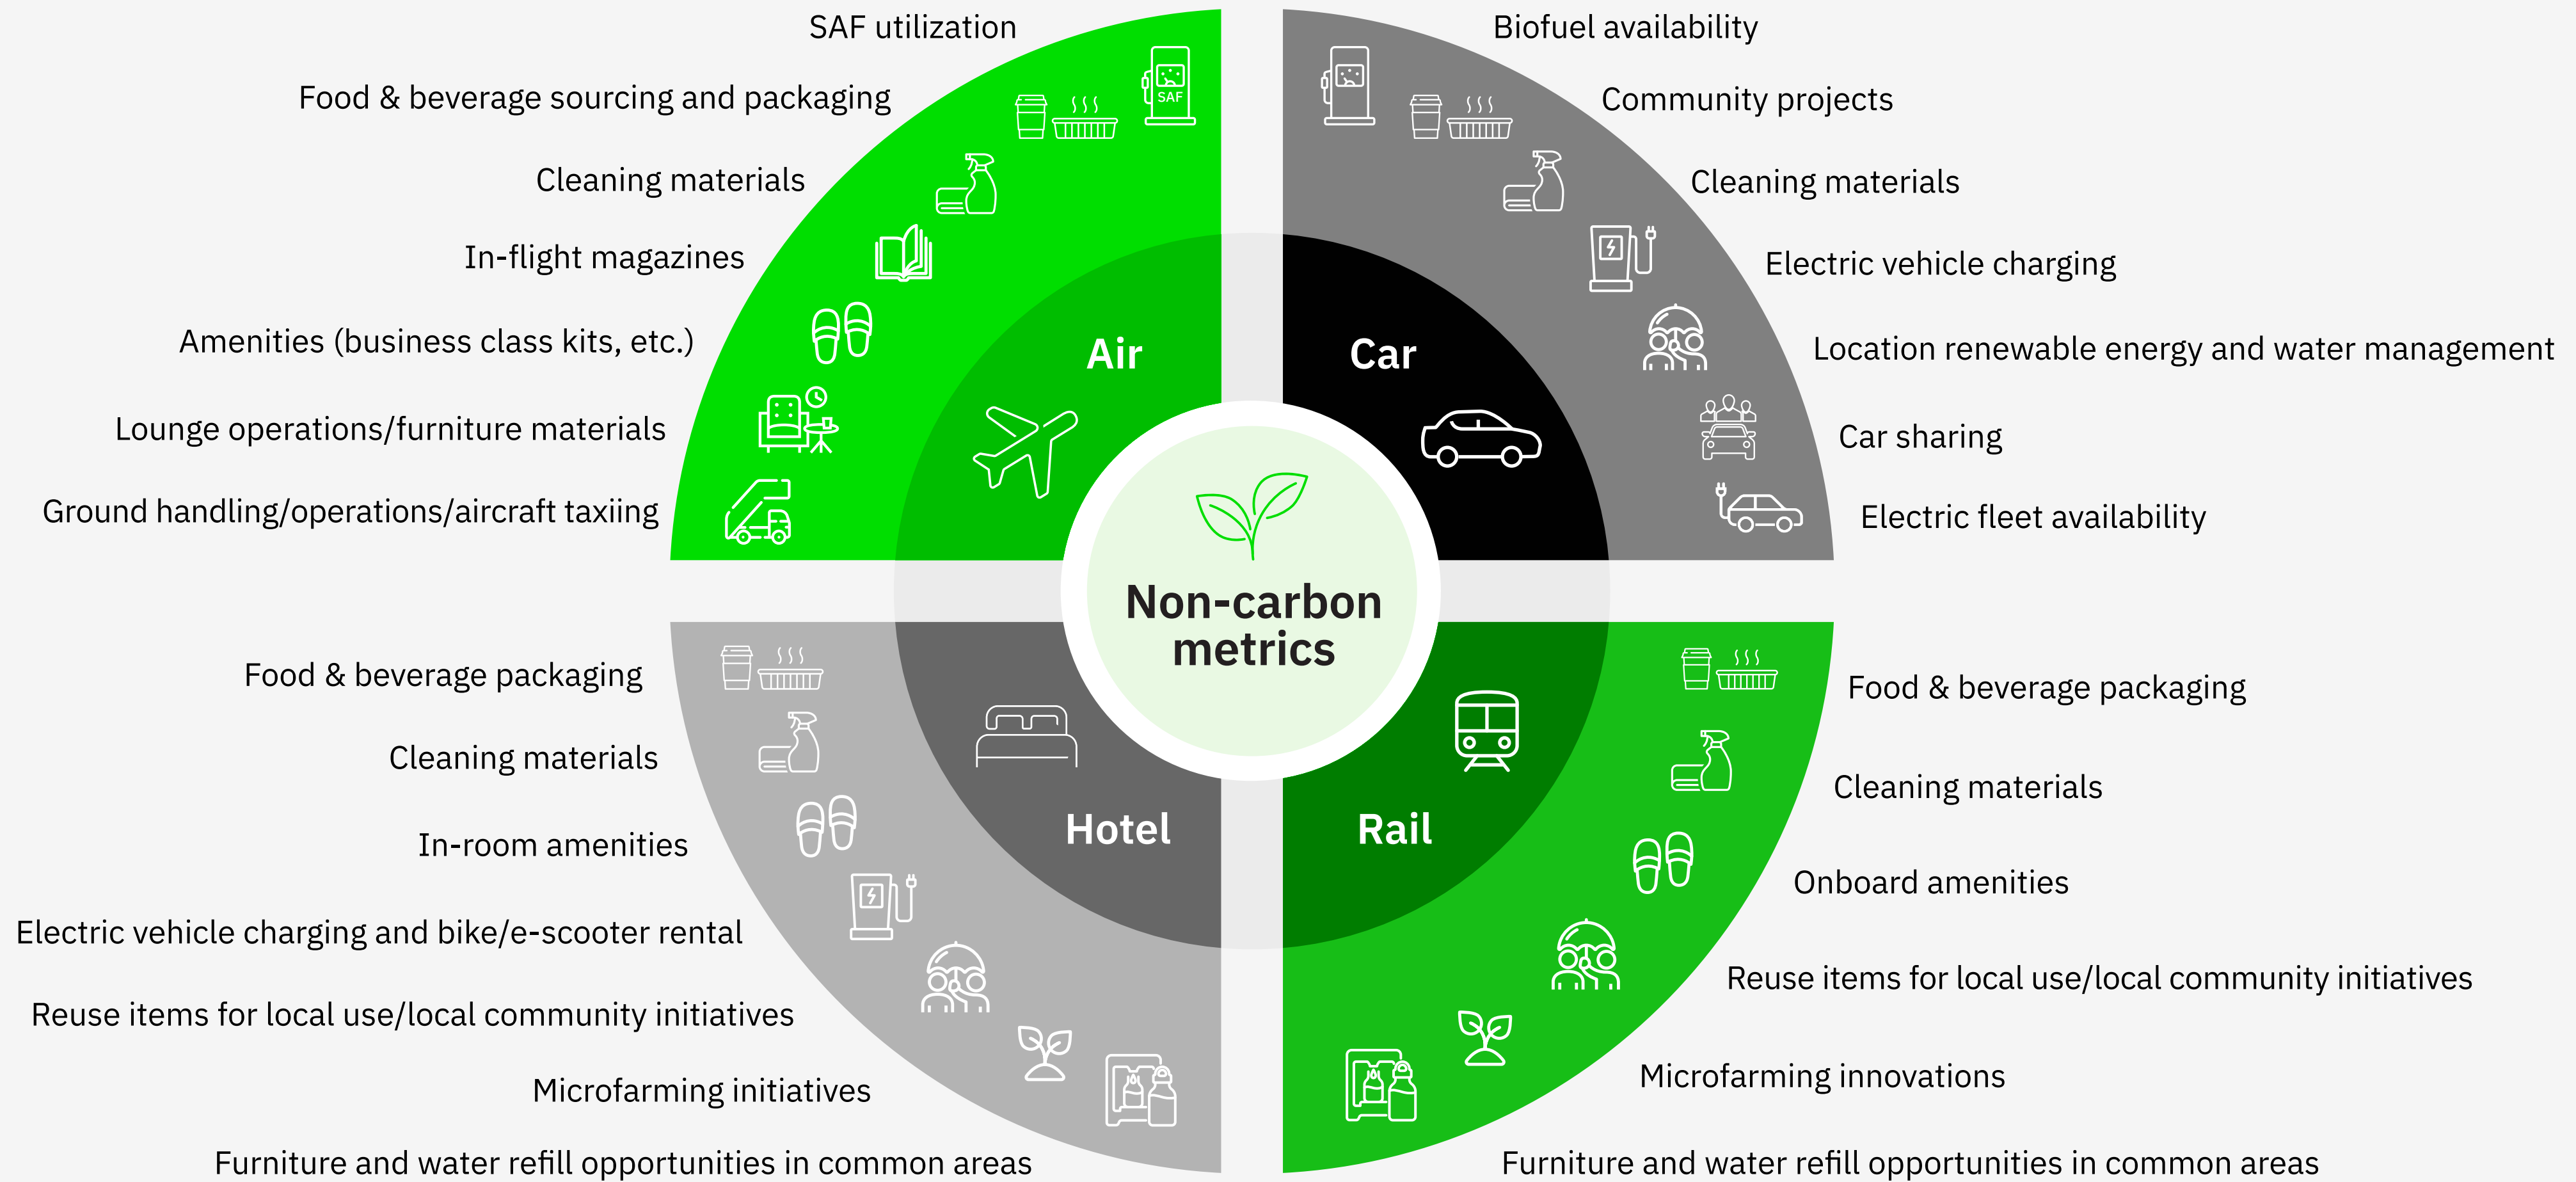 SAF utilization
Food & beverage sourcing and packaging
Cleaning materials
In-flight magazines
Amenities (business class kits, etc.)
Lounge operations/furniture materials
Ground handling/operations/aircraft taxiing
SAF
Air
Biofuel availability
Community projects
Cleaning materials
Electric vehicle charging
Location renewable energy and water management
Car sharing
Electric fleet availability
Car
Non-carbon
metrics
Food & beverage packaging
Cleaning materials
In-room amenities
Electric vehicle charging and bike/e-scooter rental
Reuse items for local use/local community initiatives
Microfarming initiatives
Furniture and water refill opportunities in common areas
Hotel
Rail
Food & beverage packaging
Cleaning materials
Onboard amenities
Reuse items for local use/local community initiatives
Microfarming innovations
Furniture and water refill opportunities in common areas